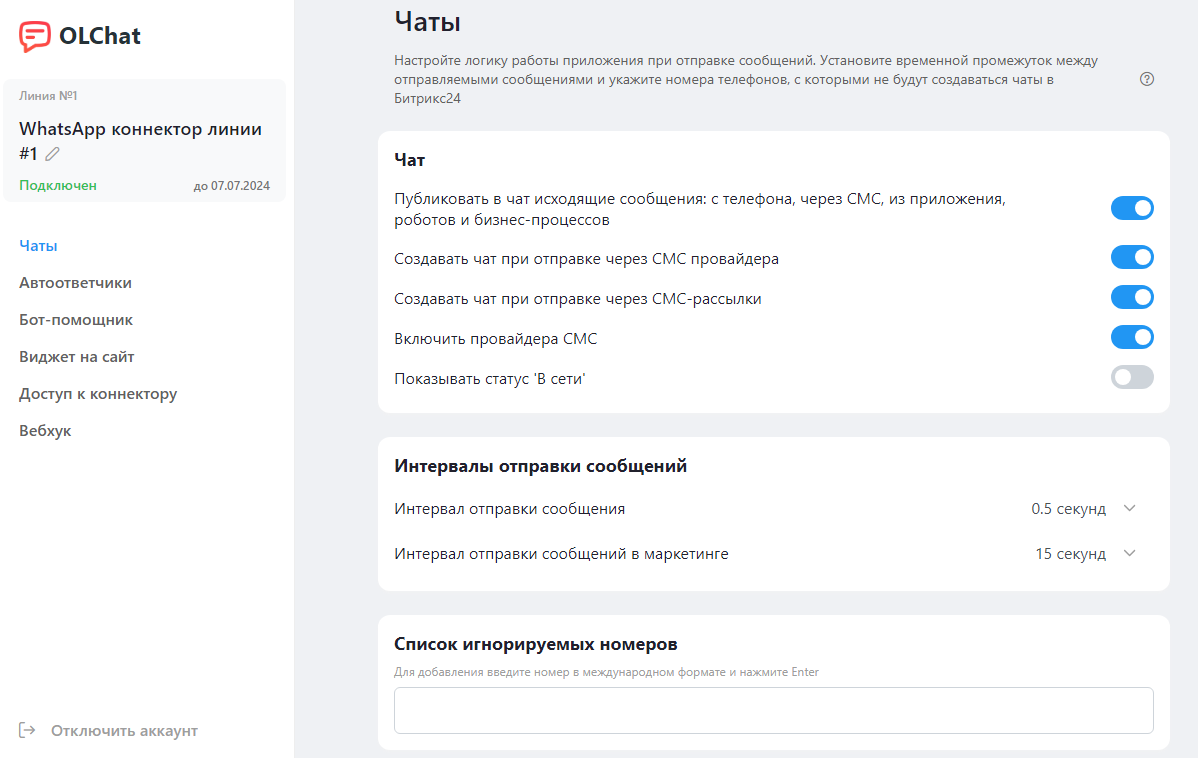 OLChat
Линия №1
WhatsApp коннектор линии
#1
Подключен
до 07.07.2024
Чаты
Автоответчики
Бот-помощник
Виджет на сайт
Доступ к коннектору
Вебхук
Отключить аккаунт
Чаты
Настройте логику работы приложения при отправке сообщений. Установите временной промежуток между
отправляемыми сообщениями и укажите номера телефонов, с которыми не будут создаваться чаты в
Битрикс24
Чат
Публиковать в чат исходящие сообщения: с телефона, через СМС, из приложения,
роботов и бизнес-процессов
Создавать чат при отправке через СМС провайдера
Создавать чат при отправке через СМС-рассылки
Включить провайдера СМС
Показывать статус 'В сети'
Интервалы отправки сообщений
Интервал отправки сообщения 0.5 секунд
Интервал отправки сообщений в маркетинге 15 секунд
Список игнорируемых номеров
Для добавления введите номер в международном формате и нажмите Enter